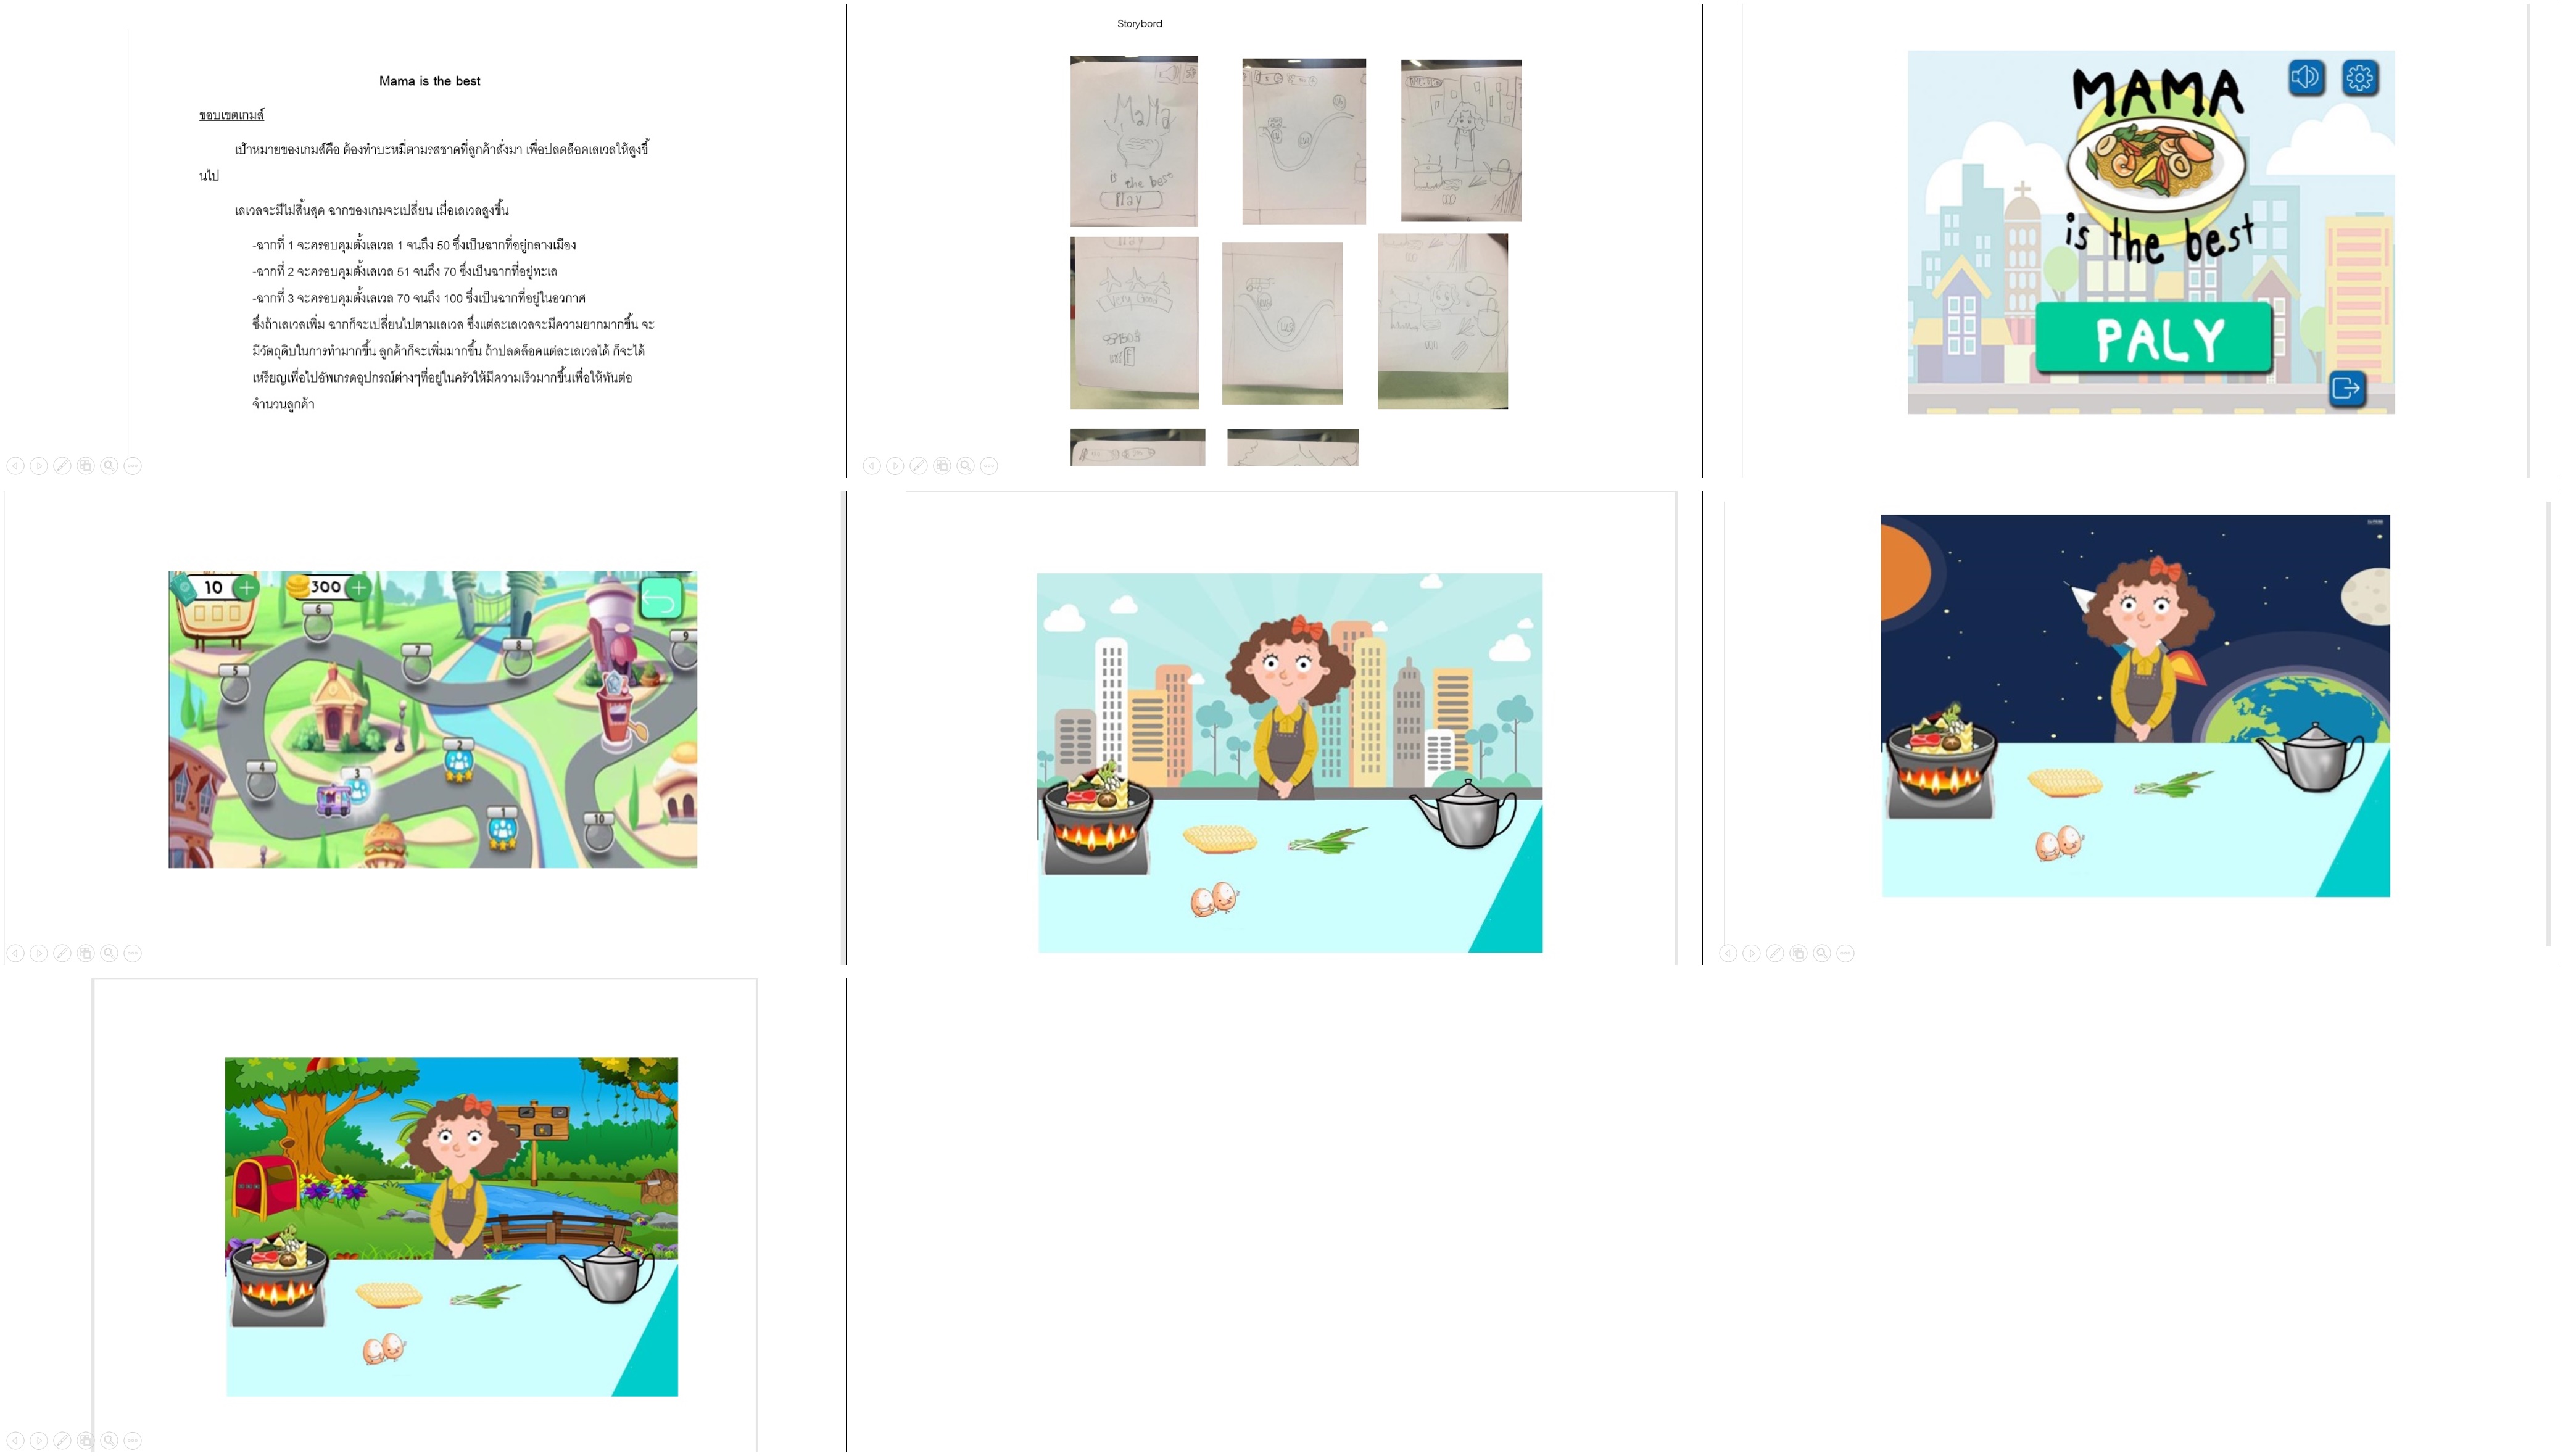 Mama is the best
ขอบเขตเกมส์
เป้าหมายของเกมส์คือ ต้องทำบะหมี่ตามรสชาดที่ลูกค้าสั่งมา เพื่อปลดล็อคเลเวลให้สูงขึ้
นไป
เลเวลจะมีไม่สิ้นสุด ฉากของเกมจะเปลี่ยน เมื่อเลเวลสูงขึ้น
-ฉากที่ 1 จะครอบคุมตั้งเลเวล 1 จนถึง 50 ซึ่งเป็นฉากที่อยู่กลางเมือง
-ฉากที่ 2 จะครอบคุมตั้งเลเวล 51 จนถึง 70 ซึ่งเป็นฉากที่อยู่ทะเล
-ฉากที่ 3 จะครอบคุมตั้งเลเวล 70 จนถึง 100 ซึ่งเป็นฉากที่อยู่ในอวกาศ
ซึ่งถ้าเลเวลเพิ่ม ฉากก็จะเปลี่ยนไปตามเลเวล ซึ่งแต่ละเลเวลจะมีความยากมากขึ้น จะ
มีวัตถุดิบในการทำมากขึ้น ลูกค้าก็จะเพิ่มมากขึ้น ถ้าปลดล็อคแต่ละเลเวลได้ ก็จะได้
เหรียญเพื่อไปอัพเกรดอุปกรณ์ต่างๆที่อยู่ในครัวให้มีความเร็วมากขึ้นเพื่อให้ทันต่อ
จำนวนลูกค้า
Storybord
MaMa
is the best
Play
Very Good
MAMA
is the best
PALY
10
300
6
7
8
9
5
4
3
2
1
10